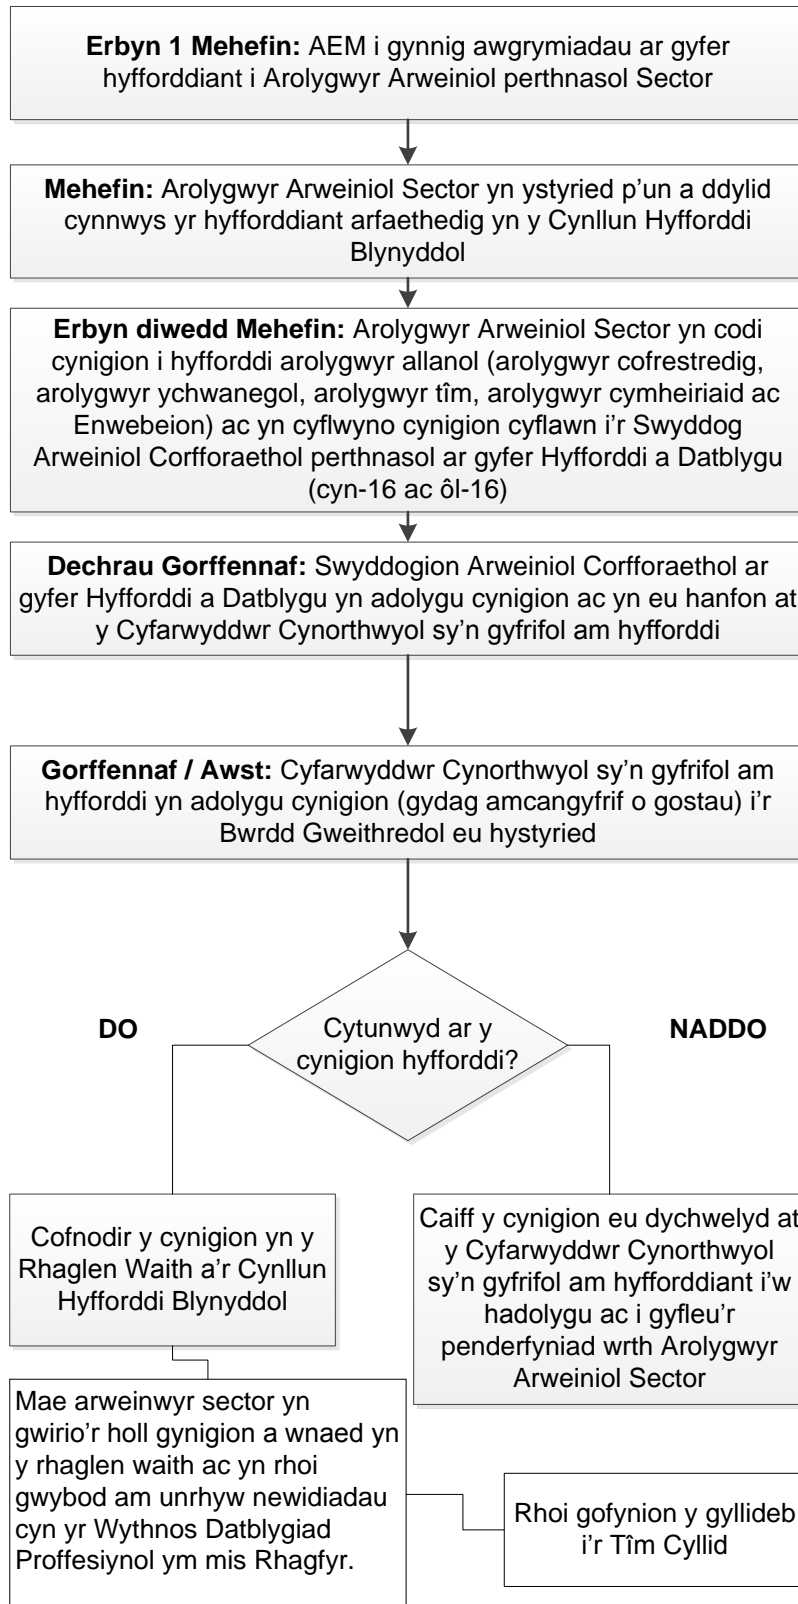 Erbyn 1 Mehefin: AEM i gynnig awgrymiadau ar gyfer
hyfforddiant i Arolygwyr Arweiniol perthnasol Sector
Mehefin: Arolygwyr Arweiniol Sector yn ystyried p'un a ddylid
cynnwys yr hyfforddiant arfaethedig yn y Cynllun Hyfforddi
Blynyddol
Erbyn diwedd Mehefin: Arolygwyr Arweiniol Sector yn codi
cynigion i hyfforddi arolygwyr allanol (arolygwyr cofrestredig,
arolygwyr ychwanegol, arolygwyr tîm, arolygwyr cymheiriaid ac
Enwebeion) ac yn cyflwyno cynigion cyflawn i'r Swyddog
Arweiniol Corfforaethol perthnasol ar gyfer Hyfforddi a Datblygu
(cyn-16 ac ôl-16)
Dechrau Gorffennaf: Swyddogion Arweiniol Corfforaethol ar
gyfer Hyfforddi a Datblygu yn adolygu cynigion ac yn eu hanfon at
y Cyfarwyddwr Cynorthwyol sy'n gyfrifol am hyfforddi
Gorffennaf / Awst: Cyfarwyddwr Cynorthwyol sy'n gyfrifol am
hyfforddi yn adolygu cynigion (gydag amcangyfrif o gostau) i'r
Bwrdd Gweithredol eu hystyried
DO
Cytunwyd ar y
cynigion hyfforddi?
NADDO
Cofnodir y cynigion yn y
Rhaglen Waith a'r Cynllun
Hyfforddi Blynyddol
Caiff y cynigion eu dychwelyd at
y Cyfarwyddwr Cynorthwyol
sy'n gyfrifol am hyfforddiant i'w
hadolygu ac i gyfleu'r
penderfyniad wrth Arolygwyr
Arweiniol Sector
Mae arweinwyr sector yn
gwirio'r holl gynigion a wnaed yn
y rhaglen waith ac yn rhoi
gwybod am unrhyw newidiadau
cyn yr Wythnos Datblygiad
Proffesiynol ym mis Rhagfyr.
Rhoi gofynion y gyllideb
i'r Tîm Cyllid